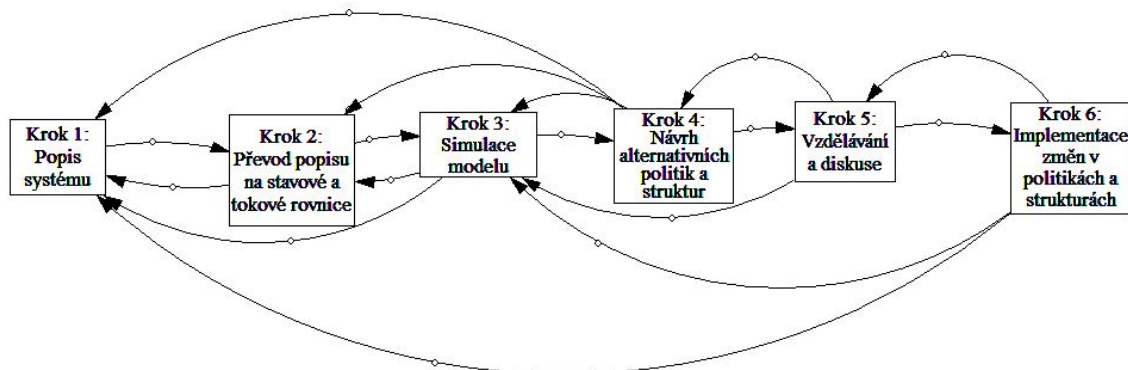 Krok 1:
Popis
systému
Krok 2:
Převod popisu
na stavové a
tokové rovnice
Krok 3:
Simulace
modelu
Krok 4:
Návrh
alternativních
politik a
struktur
Krok 5:
Vzdělávání
a diskuse
Krok 6:
Implementace
změn v
politikách a
strukturách